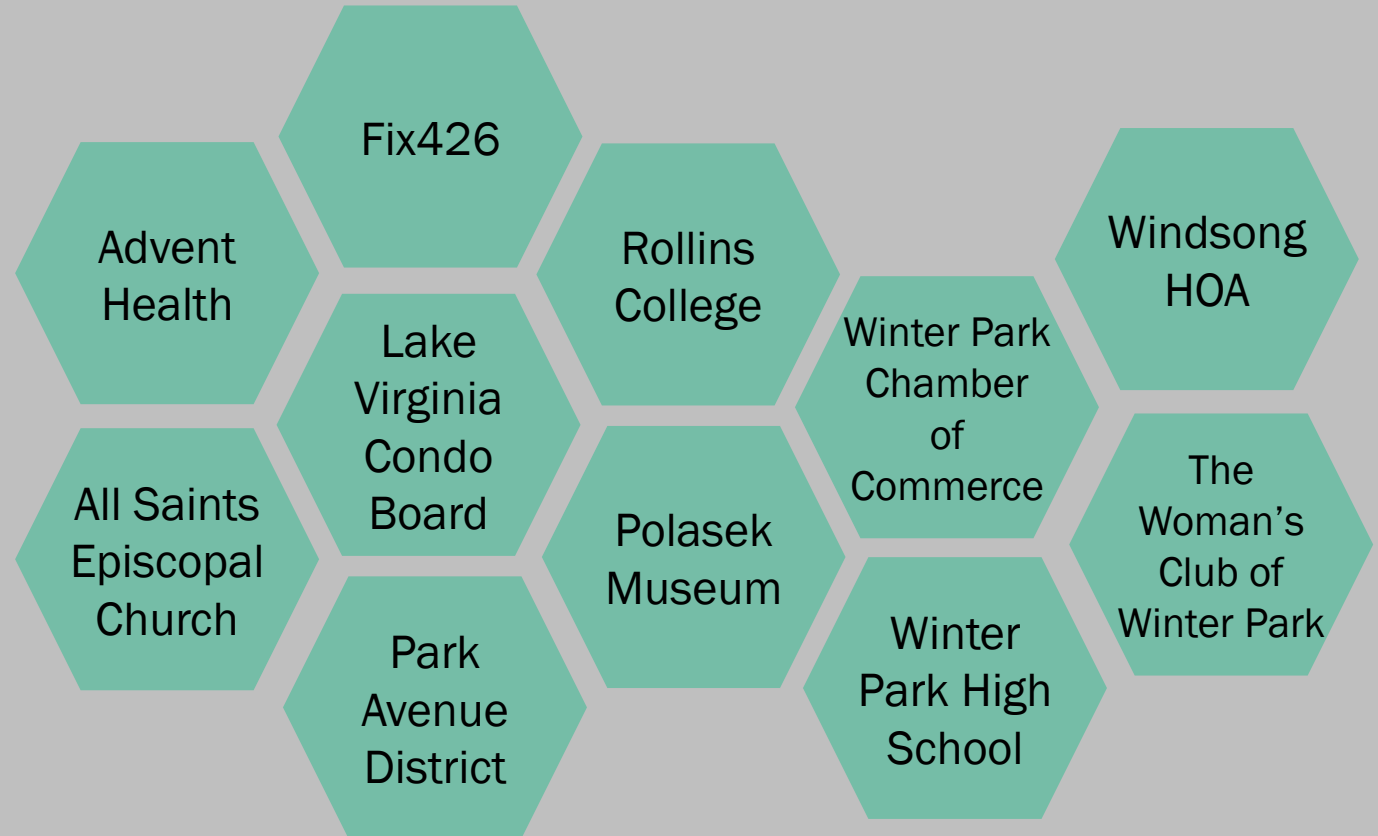 Fix426
Advent
Health
Rollins
College
Windsong
HOA
Lake
Virginia
Condo
Board
Winter Park
Chamber
of
Commerce
All Saints
Episcopal
Church
Polasek
Museum
The
Woman’s
Club of
Winter Park
Park
Avenue
District
Winter
Park High
School